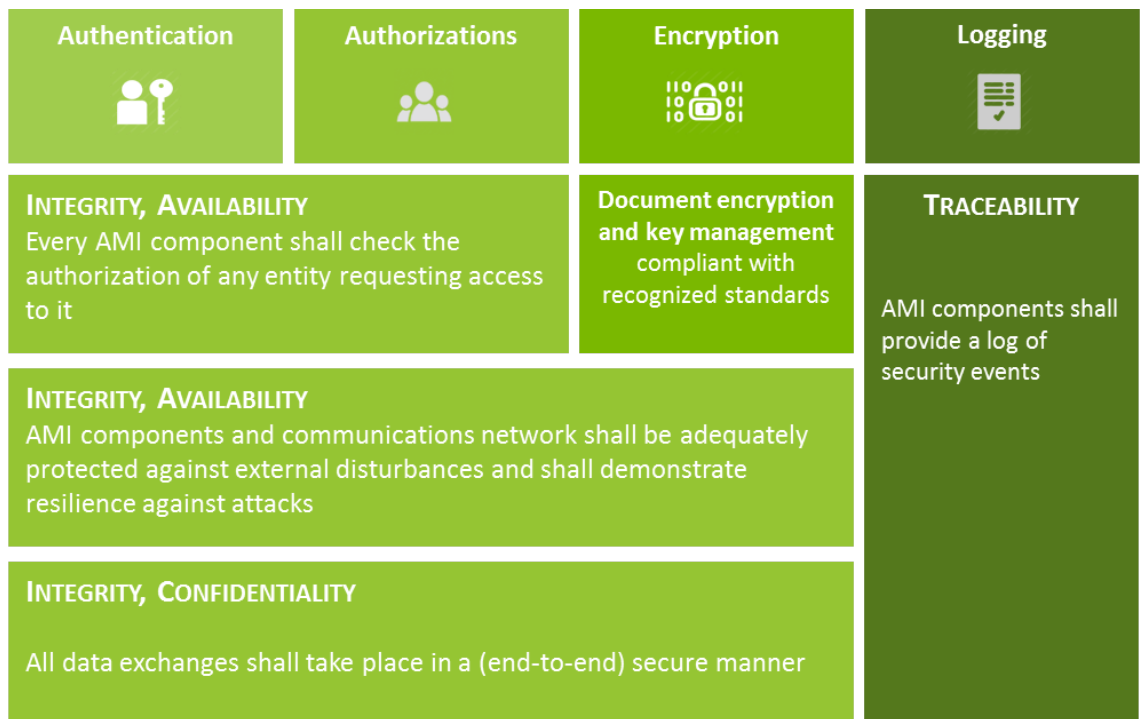 Authentication
Authorizations
Encryption
Logging
INTEGRITY, AVAILABILITY
Every AMI component shall check the
authorization of any entity requesting access
to it
Document encryption
and key management
compliant with
recognized standards
TRACEABILITY
AMI components shall
provide a log of
security events
INTEGRITY, AVAILABILITY
AMI components and communications network shall be adequately
protected against external disturbances and shall demonstrate
resilience against attacks
INTEGRITY, CONFIDENTIALITY
All data exchanges shall take place in a (end-to-end) secure manner